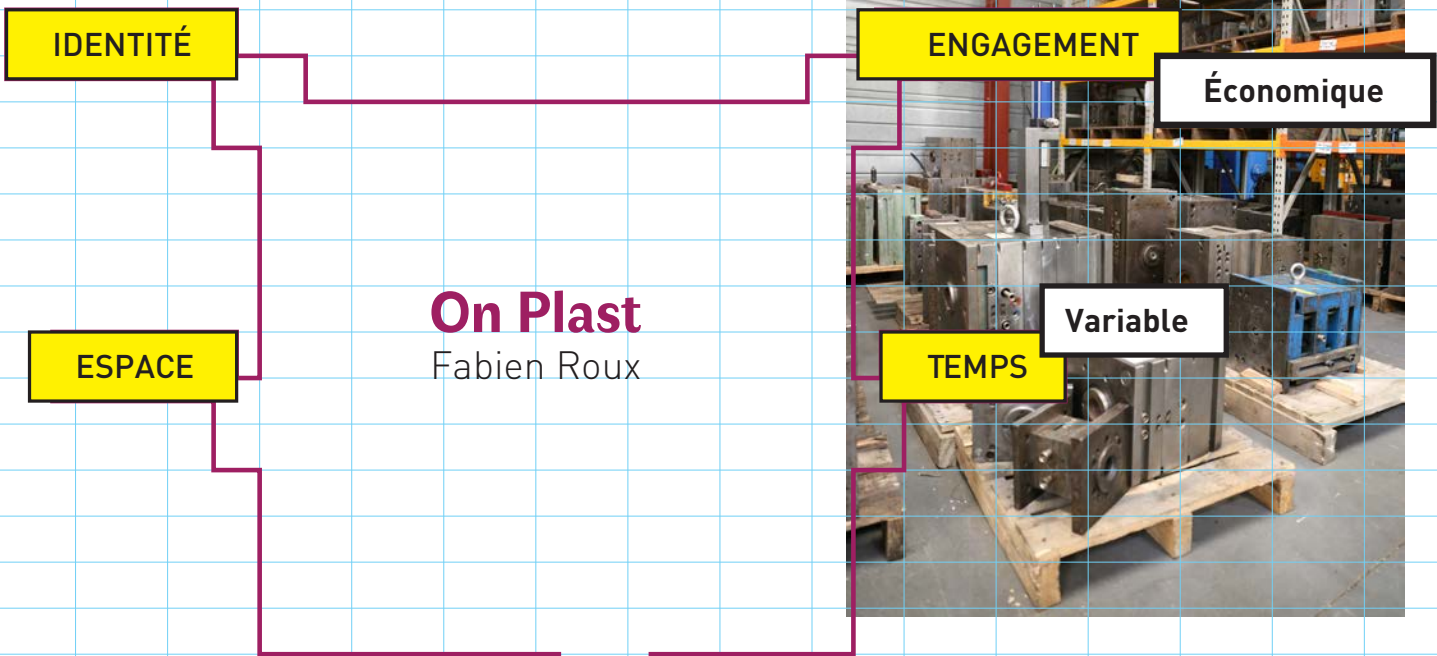 IDENTITÉ
ENGAGEMENT
Économique
On Plast
Fabien Roux
Variable
ESPACE
TEMPS